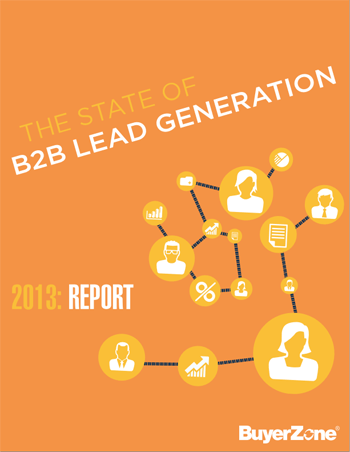 THE STATE OF
B2B LEAD GENERATION
%
2013: REPORT
BuyerZone®